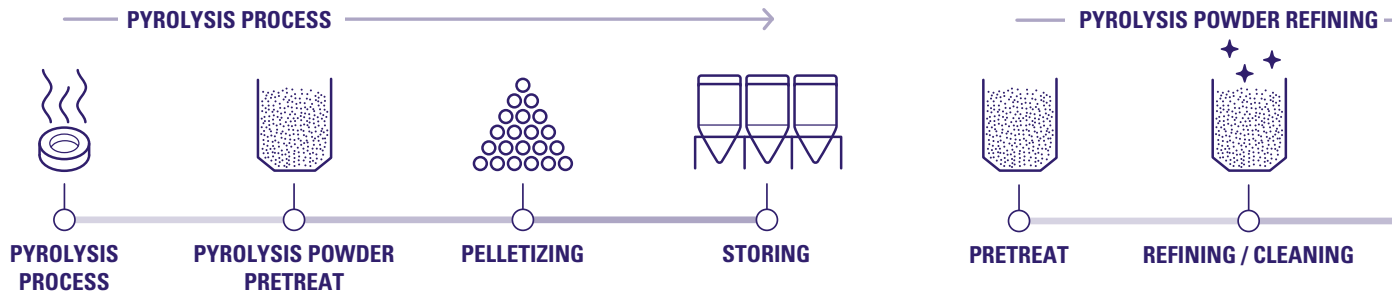 PYROLYSIS PROCESS
PYROLYSIS POWDER REFINING
PYROLYSIS
PROCESS
PYROLYSIS POWDER
PRETREAT
PELLETIZING
STORING
PRETREAT
REFINING / CLEANING